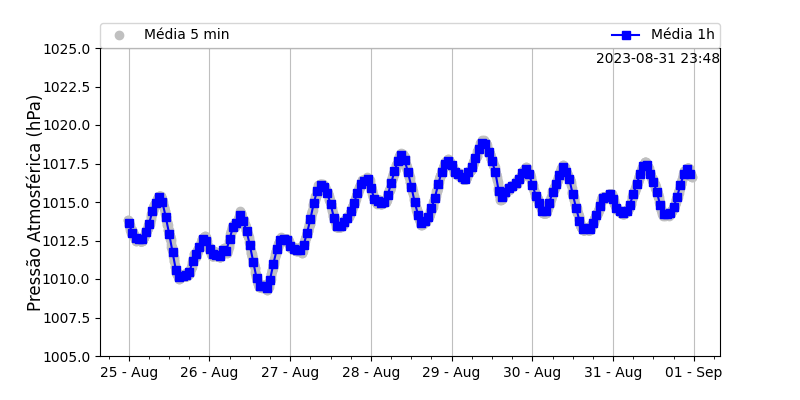 Média 5 min
Média 1h
2023-08-31 23:48
Pressão Atmosférica (hPa)
1025.0
1022.5
1020.0
1017.5
1015.0
1012.5
1010.0
1007.5
1005.0
25 - Aug
26 - Aug
27 - Aug
28 - Aug
29 - Aug
30 - Aug
31 - Aug
01 - Sep